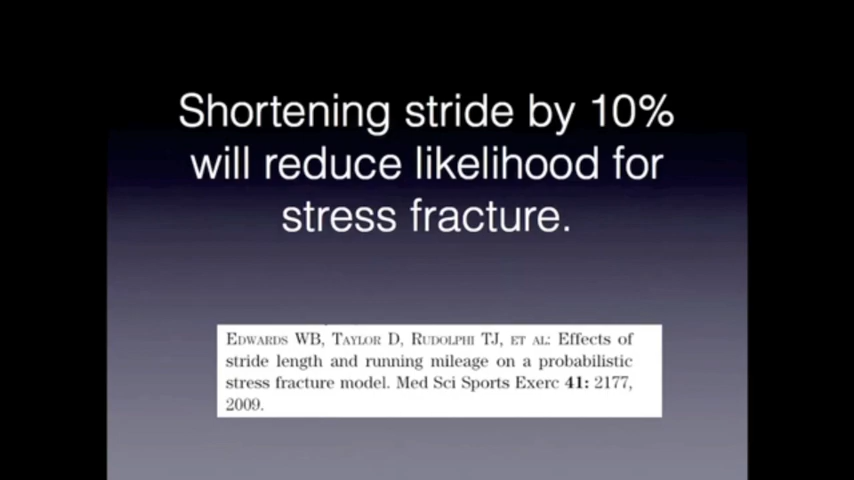 Shortening stride by 10%
will reduce likelihood for
stress fracture.
EDWARDS WB, TAYLOR D, RUDOLPHI TJ, ET AL: Effects of
stride length and running mileage on a probabilistic
stress fracture model. Med Sci Sports Exerc 41: 2177,
2009.